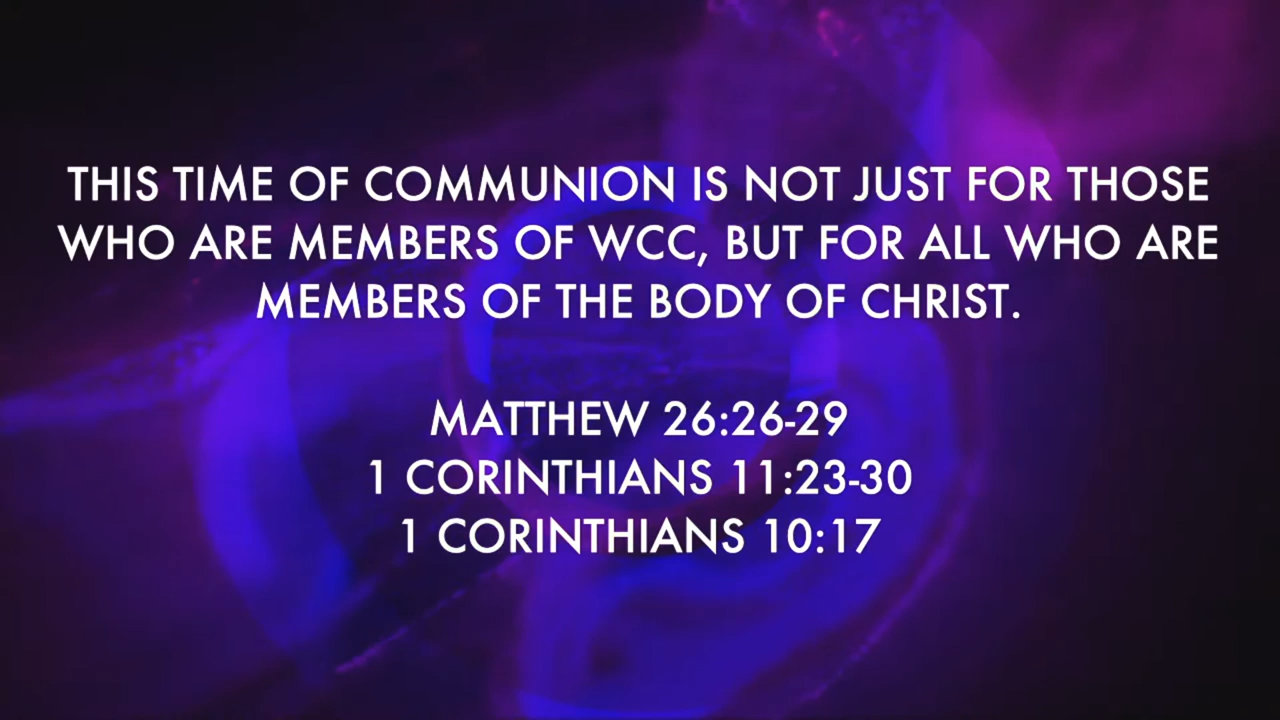 THIS TIME OF COMMUNION IS NOT JUST FOR THOSE
WHO ARE MEMBERS OF WCC, BUT FOR ALL WHO ARE
MEMBERS OF THE BODY OF CHRIST.
MATTHEW 26:26-29
1 CORINTHIANS 11:23-30
1 CORINTHIANS 10:17